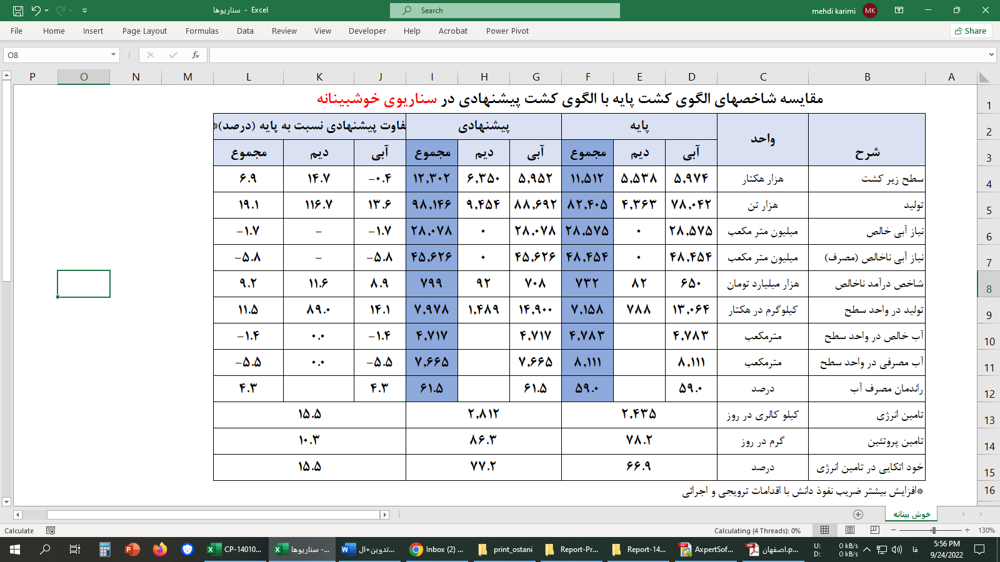 سناریوها - Excel
Search
mehdi karimi MK
File Home Insert Page Layout Formulas Data Review View Developer Help Acrobat Power Pivot Share
O8 fx
P O N M L K J I H G F E D C B A
1 مقایسه شاخصهای الگوی کشت پایه با الگوی کشت پیشنهادی در سناریوی خوشبینانه
2 شرح واحد پایه پیشنهادی فاوت پیشنهادی نسبت به پایه (درصد)*
3 آبی دیم مجموع آبی دیم مجموع آبی دیم مجموع
4 سطح زیر کشت هزار هکتار ۵,۹۷۴ ۵,۵۳۸ ۱۱,۵۱۲ ۵,۹۵۲ ۶,۳۵۰ ۱۲,۳۰۲ −۰.۴ ۱۴.۷ ۶.۹
5 تولید هزار تن ۷۸,۰۴۲ ۴,۳۶۳ ۸۲,۴۰۵ ۸۸,۶۹۲ ۹,۴۵۴ ۹۸,۱۴۶ ۱۳.۶ ۱۱۶.۷ ۱۹.۱
6 نیاز آبی خالص میلیون متر مکعب ۲۸,۵۷۵ ۰ ۲۸,۵۷۵ ۲۸,۰۷۸ ۰ ۲۸,۰۷۸ −۱.۷ − −۱.۷
7 نیاز آبی ناخالص (مصرف) میلیون متر مکعب ۴۸,۴۵۴ ۰ ۴۸,۴۵۴ ۴۵,۶۲۶ ۰ ۴۵,۶۲۶ −۵.۸ − −۵.۸
8 شاخص درآمد ناخالص هزار میلیارد تومان ۶۵۰ ۸۲ ۷۳۲ ۷۰۸ ۹۲ ۷۹۹ ۸.۹ ۱۱.۶ ۹.۲
9 تولید در واحد سطح کیلوگرم در هکتار ۱۳,۰۶۴ ۷۸۸ ۷,۱۵۸ ۱۴,۹۰۰ ۱,۴۸۹ ۷,۹۷۸ ۱۴.۱ ۸۹.۰ ۱۱.۵
10 آب خالص در واحد سطح مترمکعب ۴,۷۸۳ ۴,۷۸۳ ۴,۷۱۷ ۴,۷۱۷ −۱.۴ ۰.۰ −۱.۴
11 آب مصرفی در واحد سطح مترمکعب ۸,۱۱۱ ۸,۱۱۱ ۷,۶۶۵ ۷,۶۶۵ −۵.۵ ۰.۰ −۵.۵
12 راندمان مصرف آب درصد ۵۹.۰ ۵۹.۰ ۶۱.۵ ۶۱.۵ ۴.۳ ۴.۳
13 تامین انرژی کیلو کالری در روز ۲,۴۳۵ ۲,۸۱۲ ۱۵.۵
14 تامین پروتئین گرم در روز ۷۸.۲ ۸۶.۳ ۱۰.۳
15 خود اتکایی در تامین انرژی درصد ۶۶.۹ ۷۷.۲ ۱۵.۵
16 *افزایش بیشتر ضریب نفوذ دانش با اقدامات ترویجی و اجرائی
خوش بینانه
Calculate Calculating (4 Threads): 0% 130%
CP-14010... سناریوها -... تدوین+ال... Inbox (2) ... print_ostani Report-Pr... Report-14... AxpertSof... اصفهان.p... U: 0 kB/s فا 5:56 PM
D: 0 kB/s 9/24/2022